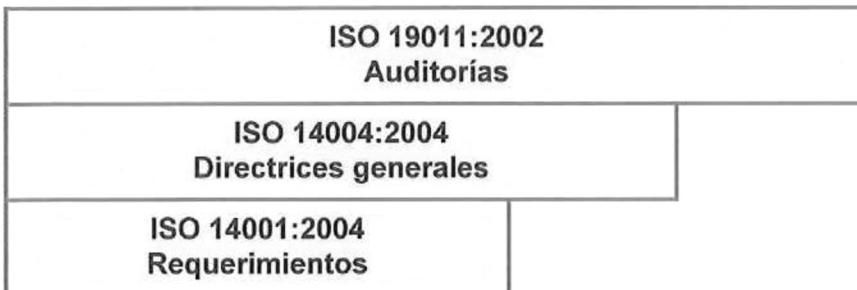 ISO 19011:2002
Auditorías
ISO 14004:2004
Directrices generales
ISO 14001:2004
Requerimientos